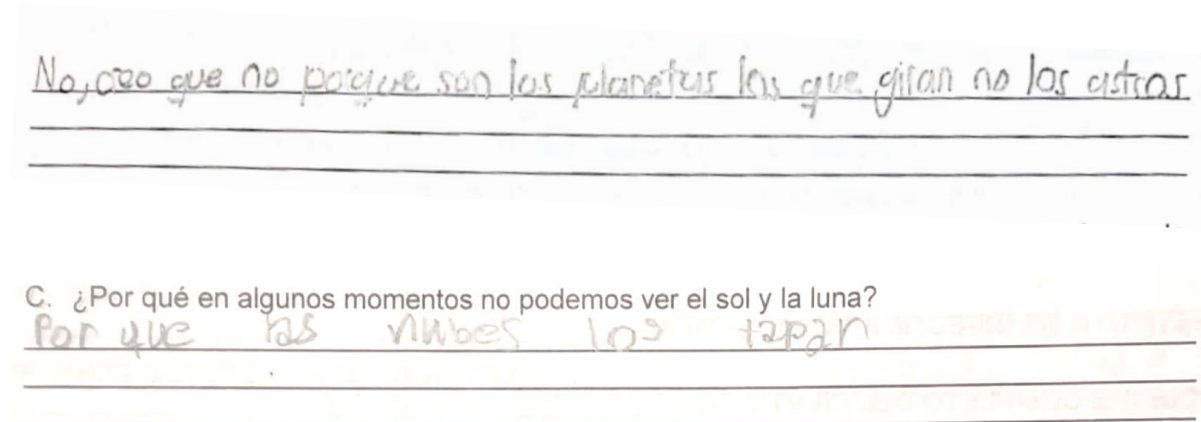 No, creo que no porque son los planetas los que giran no los astros
C. ¿Por qué en algunos momentos no podemos ver el sol y la luna?
Por que las nubes los tapan